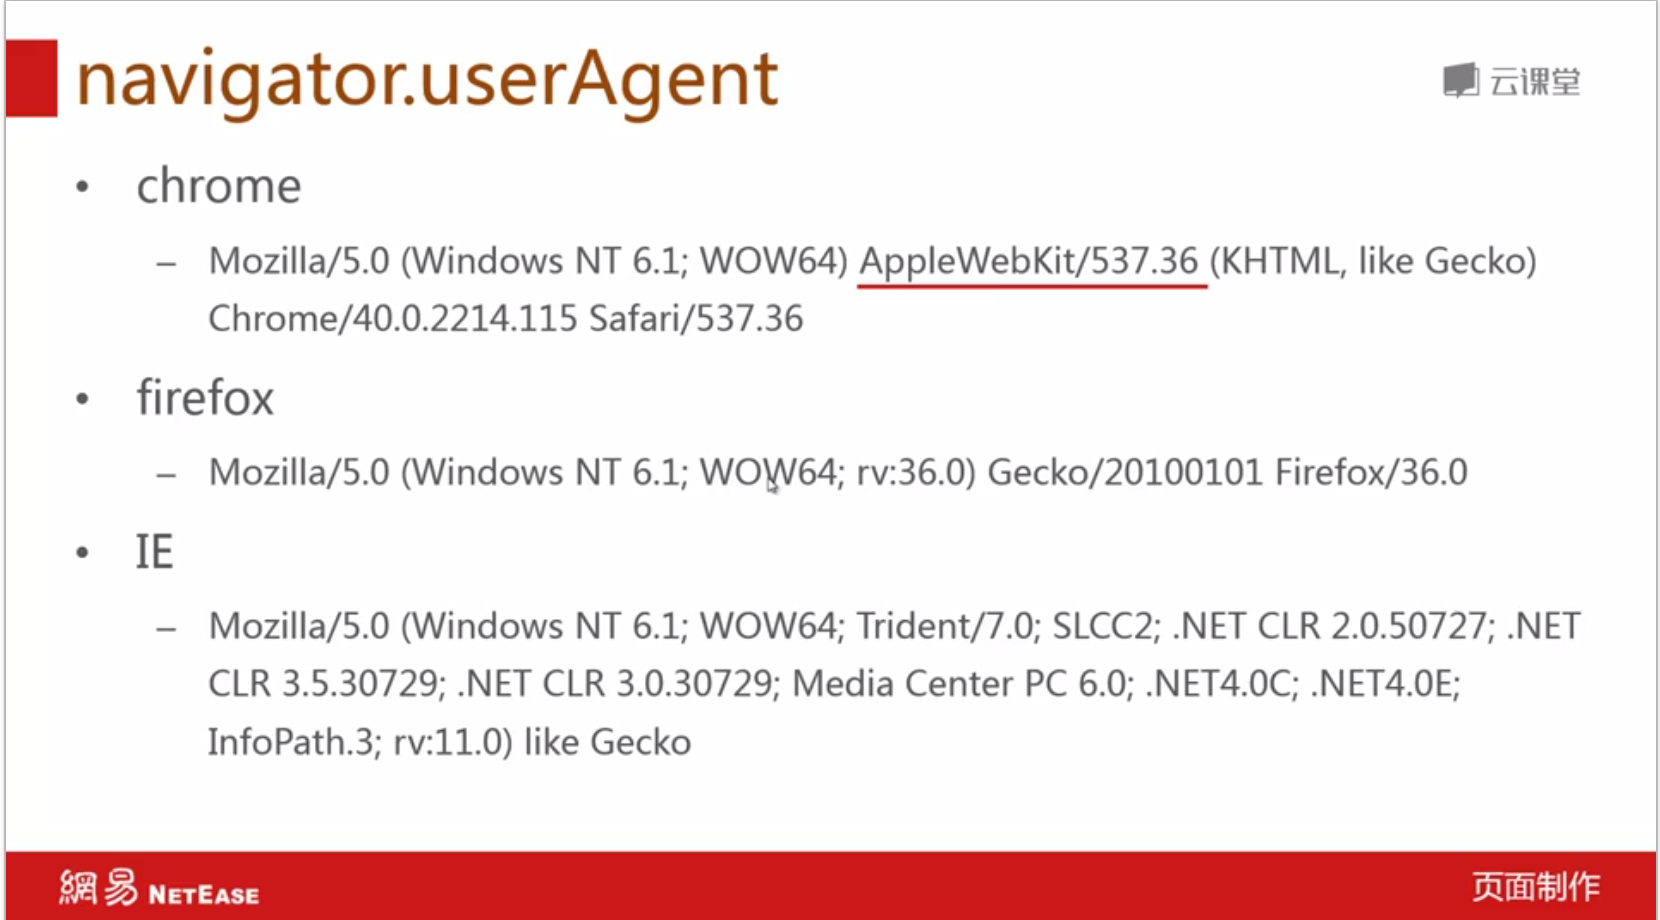 navigator.userAgent
云课堂
• chrome
– Mozilla/5.0 (Windows NT 6.1; WOW64) AppleWebKit/537.36 (KHTML, like Gecko)
Chrome/40.0.2214.115 Safari/537.36
• firefox
– Mozilla/5.0 (Windows NT 6.1; WOW64; rv:36.0) Gecko/20100101 Firefox/36.0
• IE
– Mozilla/5.0 (Windows NT 6.1; WOW64; Trident/7.0; SLCC2; .NET CLR 2.0.50727; .NET
CLR 3.5.30729; .NET CLR 3.0.30729; Media Center PC 6.0; .NET4.0C; .NET4.0E;
InfoPath.3; rv:11.0) like Gecko
網易 NETEASE
页面制作